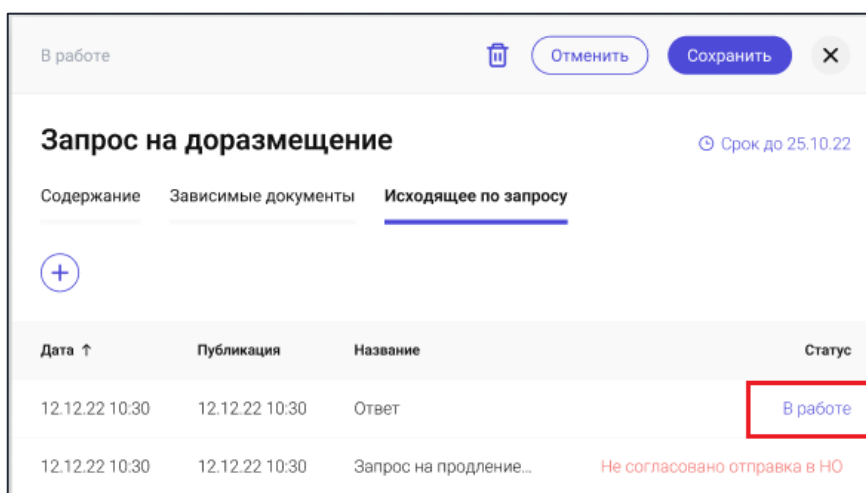 В работе
Отменить
Сохранить
Запрос на доразмещение
Срок до 25.10.22
Содержание Зависимые документы Исходящее по запросу
Дата ↑ Публикация Название Статус
12.12.22 10:30 12.12.22 10:30 Ответ В работе
12.12.22 10:30 12.12.22 10:30 Запрос на продление... Не согласовано отправка в НО